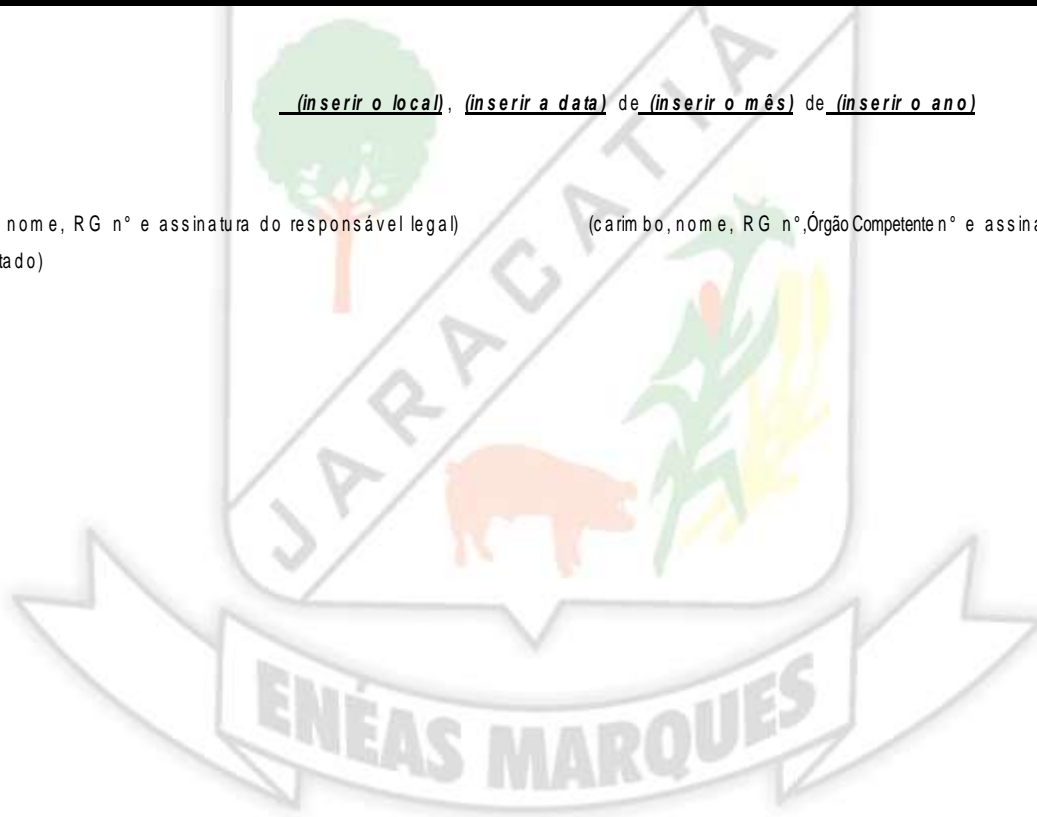 (inserir o local), (inserir a data) de (inserir o mês) de (inserir o ano)
nome, RG n° e assinatura do responsável legal) (carimbo, nome, RG n°,Órgão Competente n° e assina
tado)
JARACATIÁ
ENÉAS MARQUES